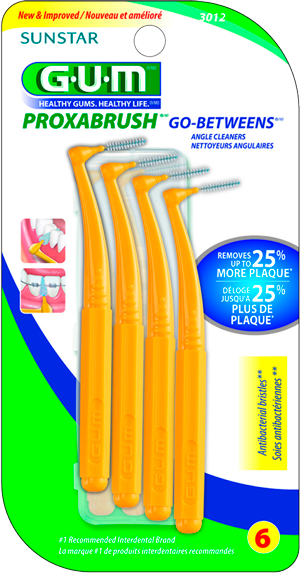 New & Improved / Nouveau et amélioré
3012
SUNSTAR
G·U·M
HEALTHY GUMS. HEALTHY LIFE.
PROXABRUSH GO-BETWEENS
ANGLE CLEANERS
NETTOYEURS ANGULAIRES
REMOVES
UP TO 25%
MORE PLAQUE*
DÉLOGE
JUSQU'À 25%
PLUS DE
PLAQUE*
Antibacterial bristles**
Soies antibactériennes**
G·U·M
G·U·M
G·U·M
G·U·M
#1 Recommended Interdental Brand
La marque #1 de produits interdentaires recommandés
6